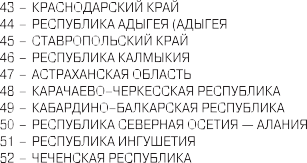 43 – КРАСНОДАРСКИЙ КРАЙ
44 – РЕСПУБЛИКА АДЫГЕЯ (АДЫГЕЯ
45 – СТАВРОПОЛЬСКИЙ КРАЙ
46 – РЕСПУБЛИКА КАЛМЫКИЯ
47 – АСТРАХАНСКАЯ ОБЛАСТЬ
48 – КАРАЧАЕВО–ЧЕРКЕССКАЯ РЕСПУБЛИКА
49 – КАБАРДИНО–БАЛКАРСКАЯ РЕСПУБЛИКА
50 – РЕСПУБЛИКА СЕВЕРНАЯ ОСЕТИЯ — АЛАНИЯ
51 – РЕСПУБЛИКА ИНГУШЕТИЯ
52 – ЧЕЧЕНСКАЯ РЕСПУБЛИКА